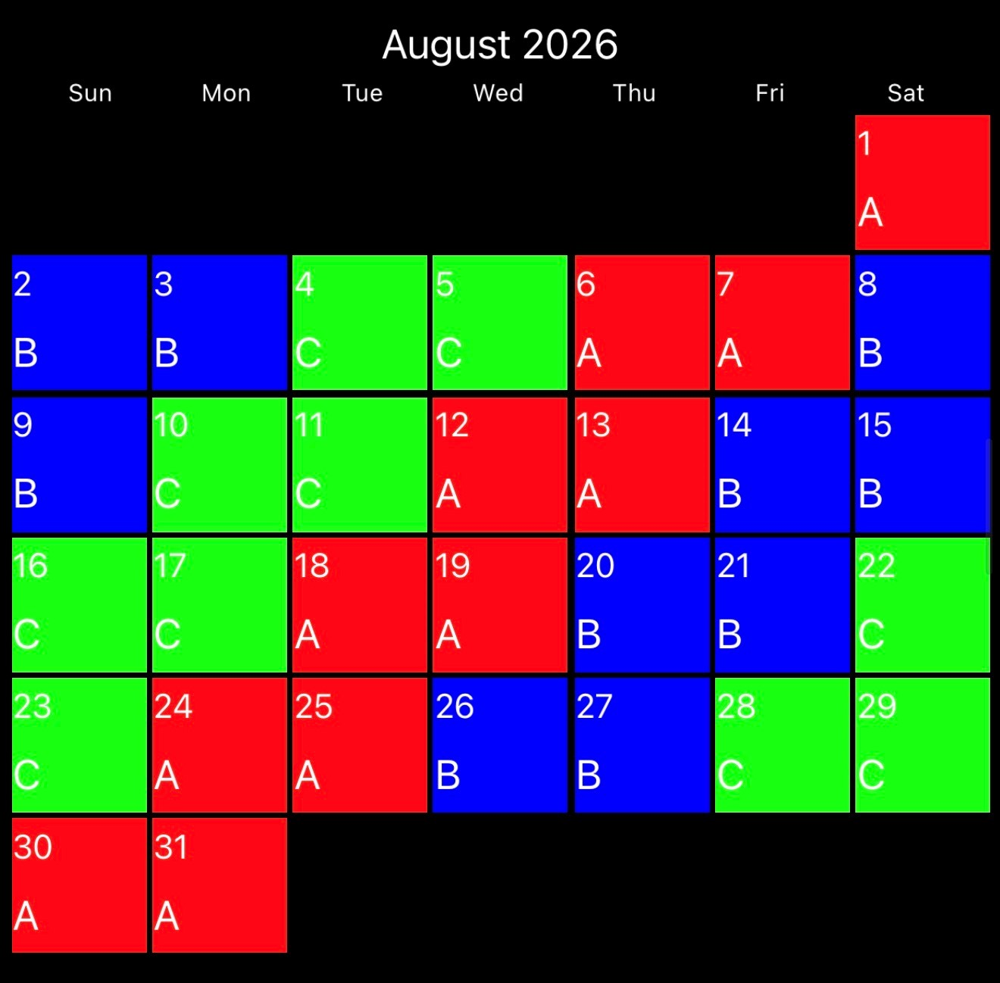 August 2026
Sun Mon Tue Wed Thu Fri Sat
1
A
2 3 4 5 6 7 8
B B C C A A B
9 10 11 12 13 14 15
B C C A A B B
16 17 18 19 20 21 22
C C A A B B C
23 24 25 26 27 28 29
C A A B B C C
30 31
A A